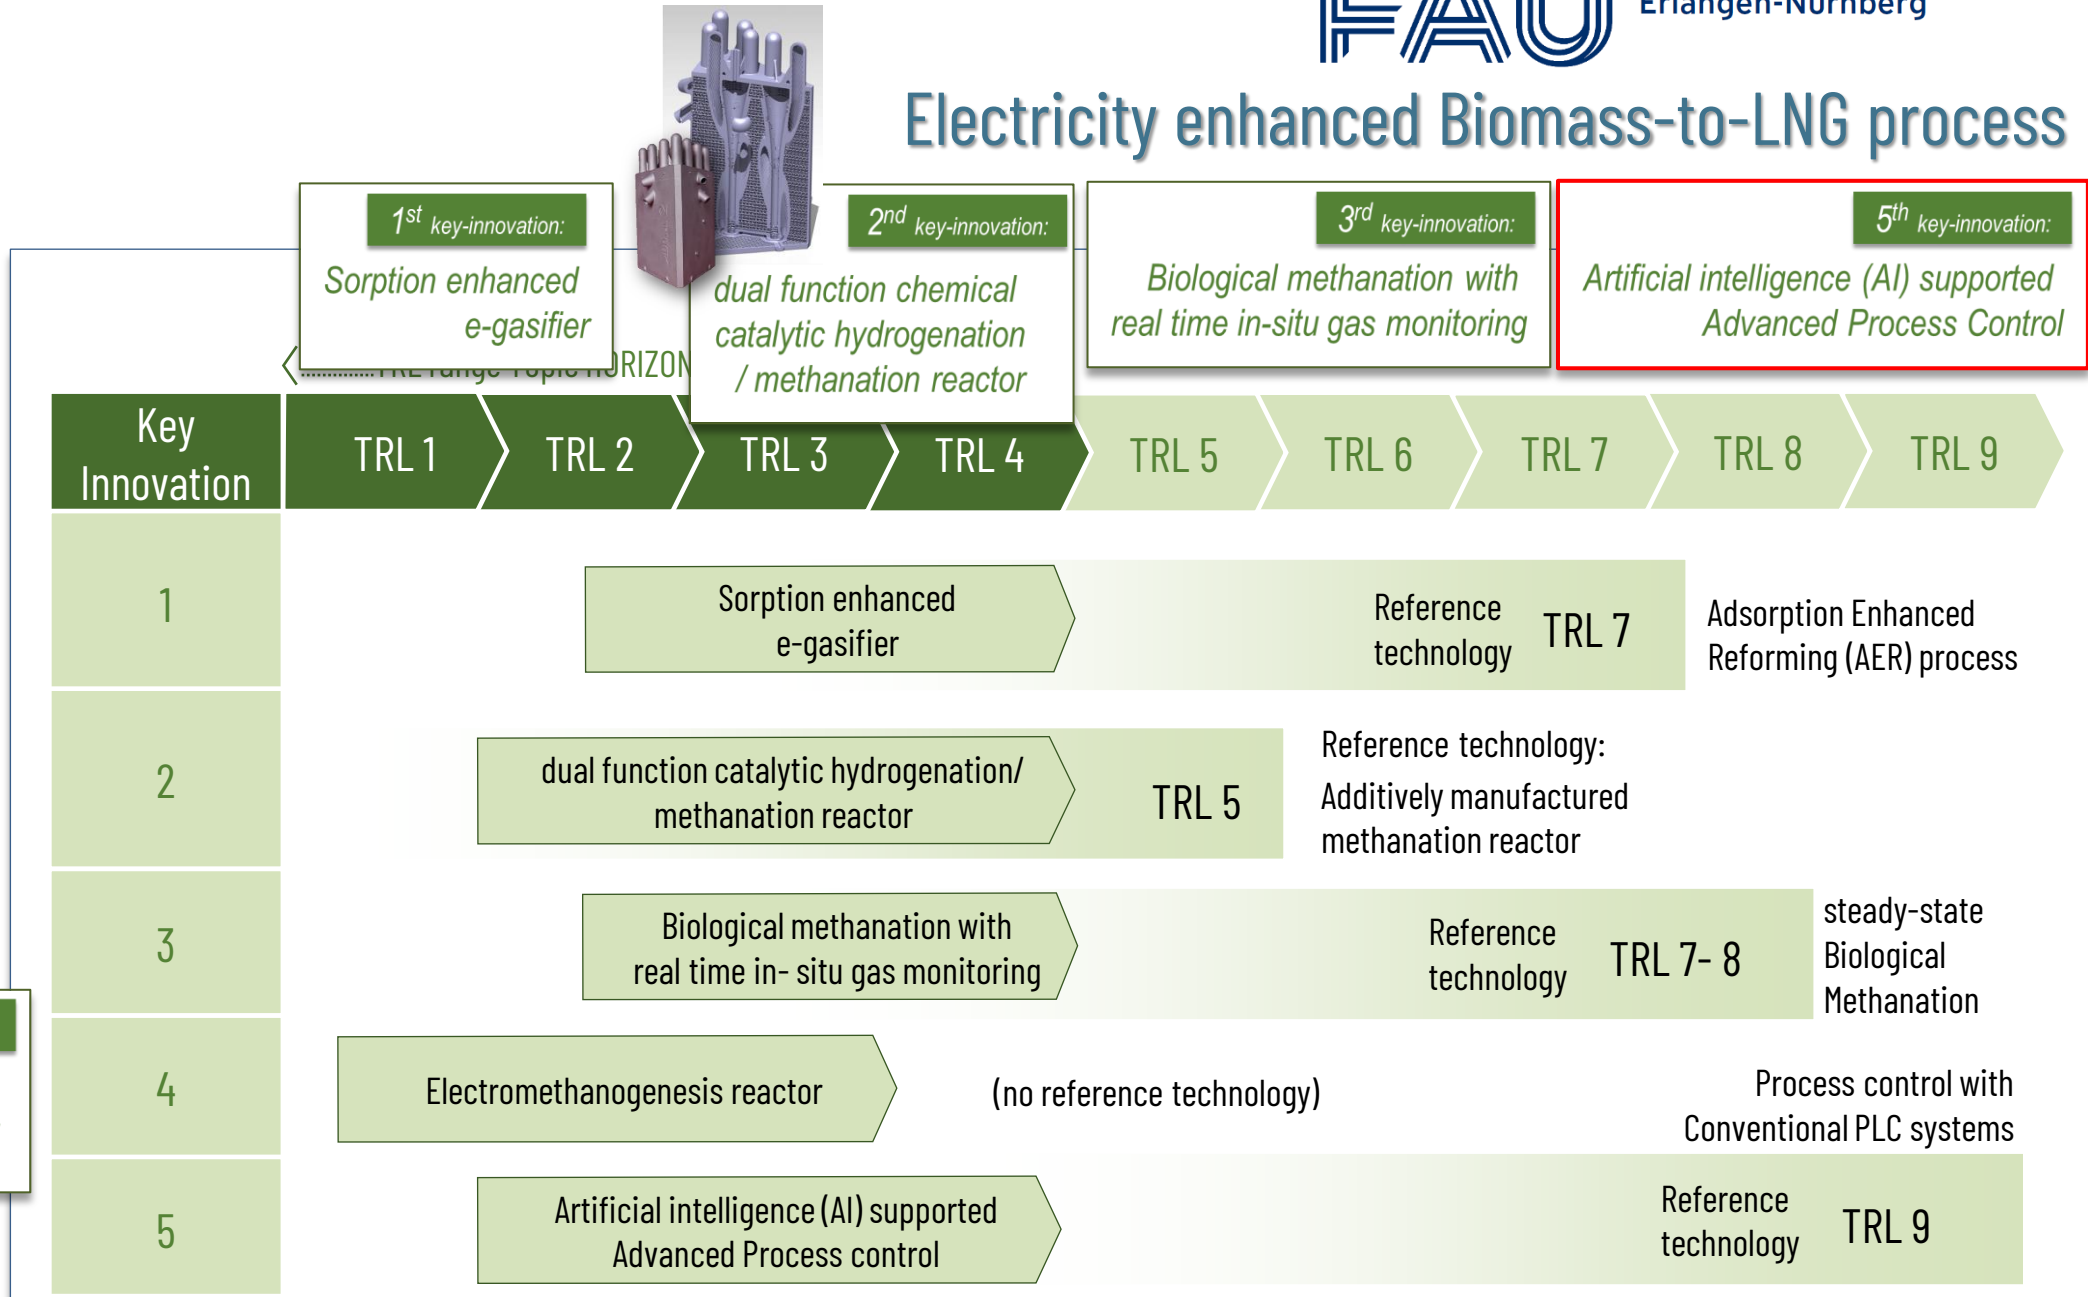 FAU
Erlangen-Nürnberg
Electricity enhanced Biomass-to-LNG process
1st key-innovation:
Sorption enhanced
e-gasifier
2nd key-innovation:
dual function chemical
catalytic hydrogenation
/ methanation reactor
3rd key-innovation:
Biological methanation with
real time in-situ gas monitoring
5th key-innovation:
Artificial intelligence (AI) supported
Advanced Process Control
Key
Innovation
TRL 1
TRL 2
TRL 3
TRL 4
TRL 5
TRL 6
TRL 7
TRL 8
TRL 9
1
Sorption enhanced
e-gasifier
Reference
technology
TRL 7
Adsorption Enhanced
Reforming (AER) process
2
dual function catalytic hydrogenation/
methanation reactor
TRL 5
Reference technology:
Additively manufactured
methanation reactor
3
Biological methanation with
real time in- situ gas monitoring
Reference
technology
TRL 7- 8
steady-state
Biological
Methanation
4
Electromethanogenesis reactor
(no reference technology)
Process control with
Conventional PLC systems
5
Artificial intelligence (AI) supported
Advanced Process control
Reference
technology
TRL 9